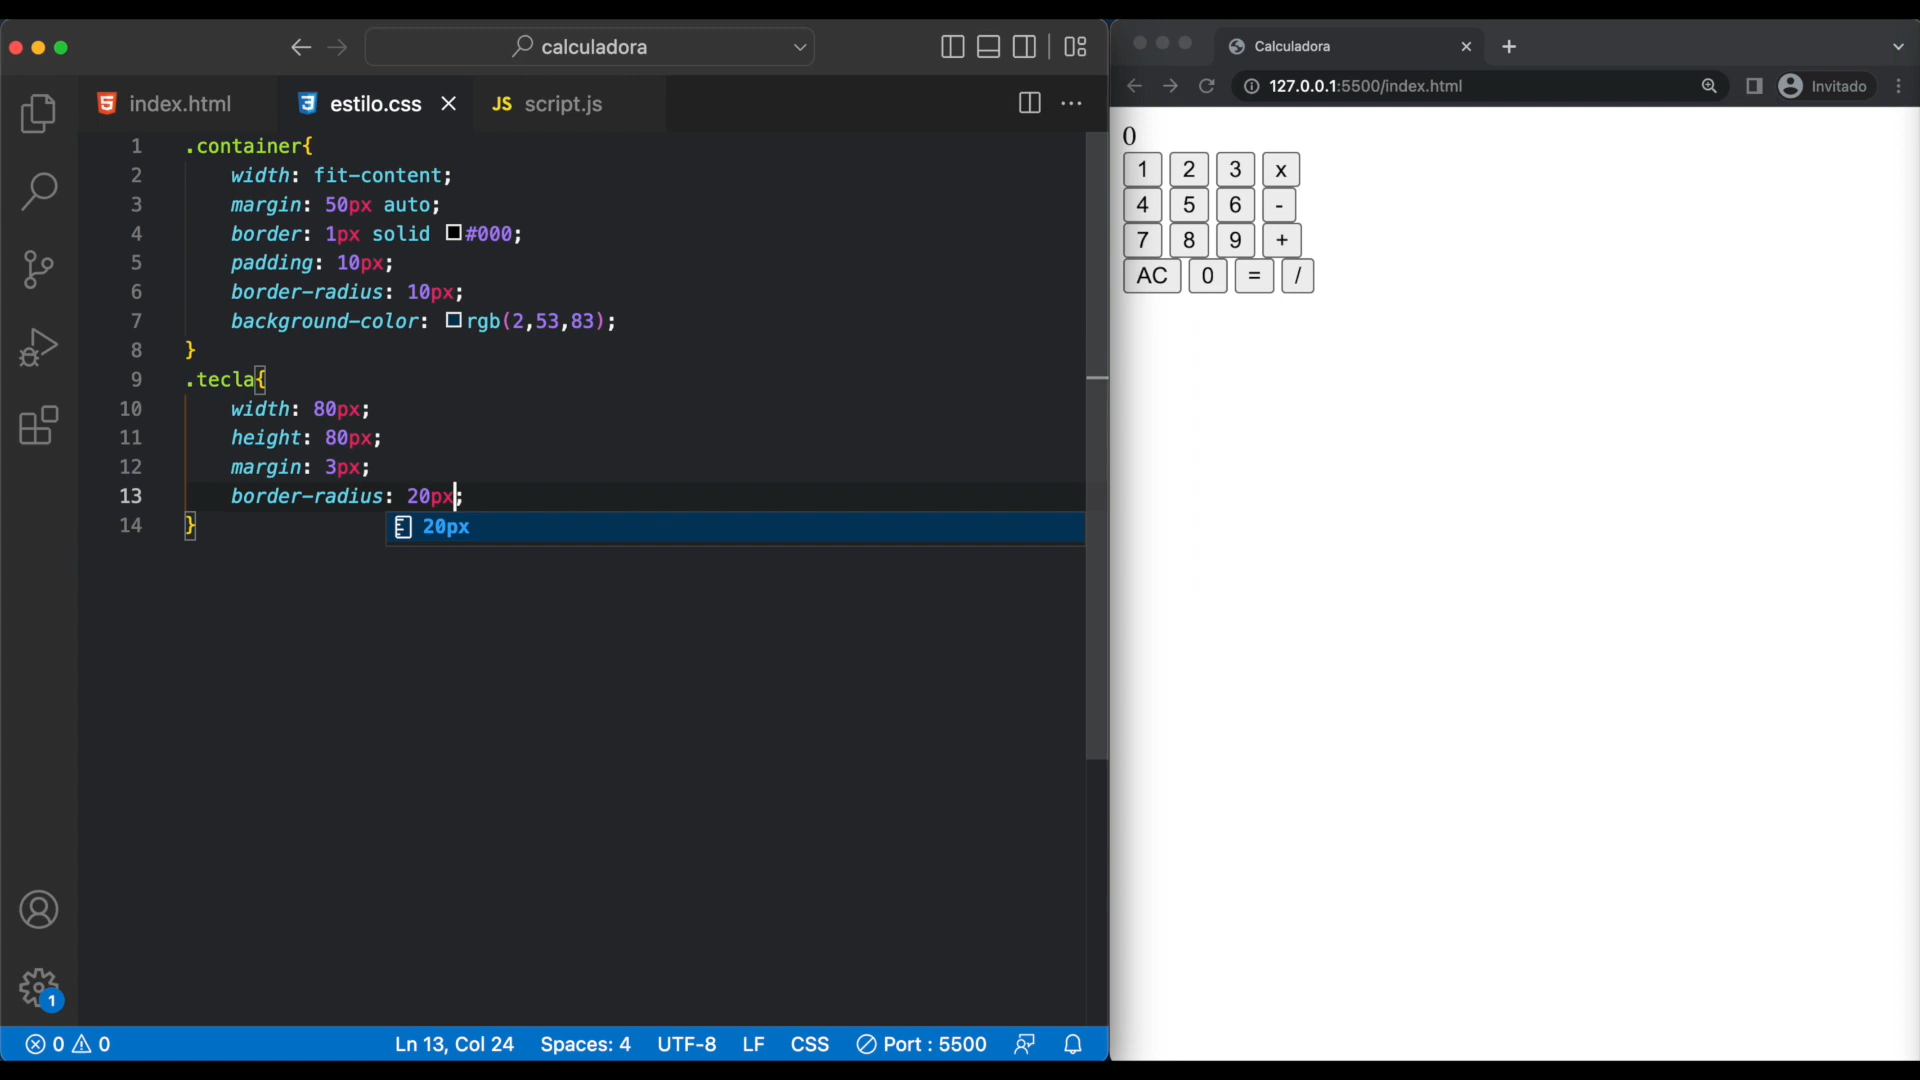 calculadora
index.html
estilo.css
JS script.js
1 .container{
2 width: fit-content;
3 margin: 50px auto;
4 border: 1px solid #000;
5 padding: 10px;
6 border-radius: 10px;
7 background-color: rgb(2,53,83);
8 }
9 .tecla{
10 width: 80px;
11 height: 80px;
12 margin: 3px;
13 border-radius: 20px;
14 }
20px
1
0 0 Ln 13, Col 24 Spaces: 4 UTF-8 LF CSS Port : 5500
Calculadora
127.0.0.1:5500/index.html Invitado
0
1 2 3 x
4 5 6 -
7 8 9 +
AC 0 = /